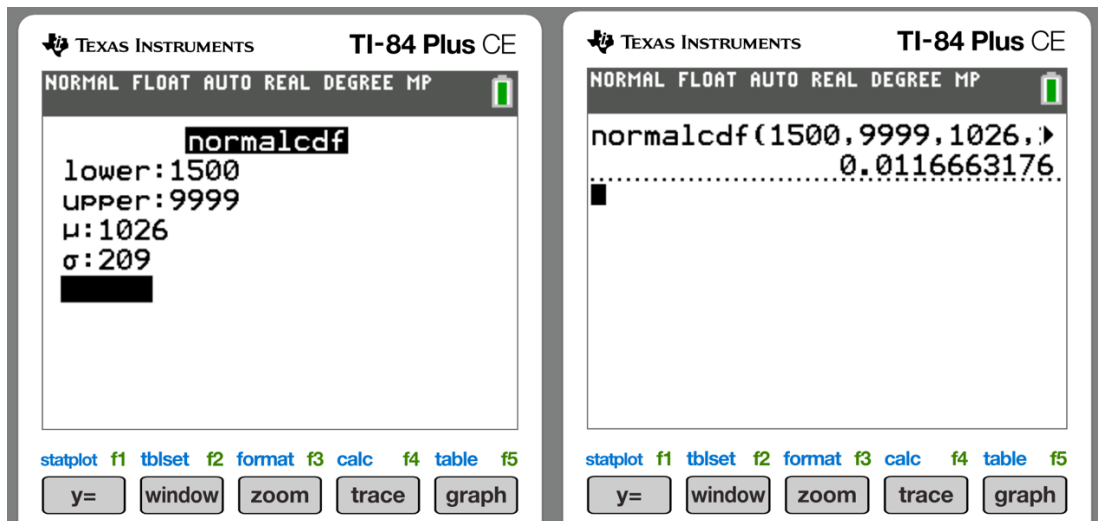 TEXAS INSTRUMENTS TI-84 Plus CE
NORMAL FLOAT AUTO REAL DEGREE MP
normalcdf
lower:1500
upper:9999
μ:1026
σ:209
statplot f1 tblset f2 format f3 calc f4 table f5
y= window zoom trace graph
TEXAS INSTRUMENTS TI-84 Plus CE
NORMAL FLOAT AUTO REAL DEGREE MP
normalcdf(1500,9999,1026,
0.0116663176
statplot f1 tblset f2 format f3 calc f4 table f5
y= window zoom trace graph